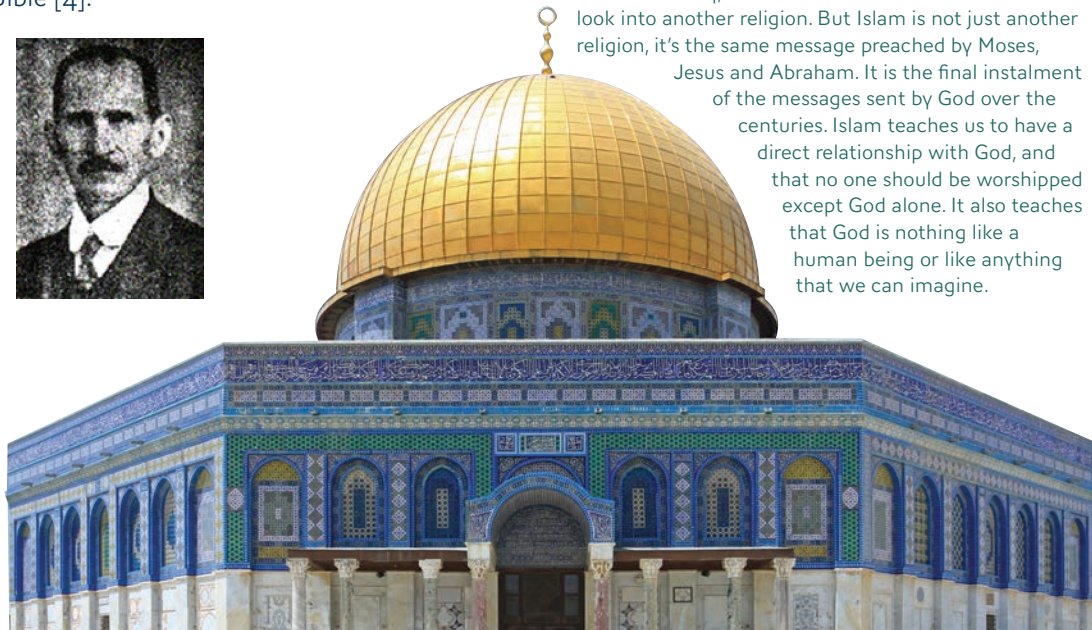 Bible [4].
look into another religion. But Islam is not just another
religion, it's the same message preached by Moses,
Jesus and Abraham. It is the final instalment
of the messages sent by God over the
centuries. Islam teaches us to have a
direct relationship with God, and
that no one should be worshipped
except God alone. It also teaches
that God is nothing like a
human being or like anything
that we can imagine.